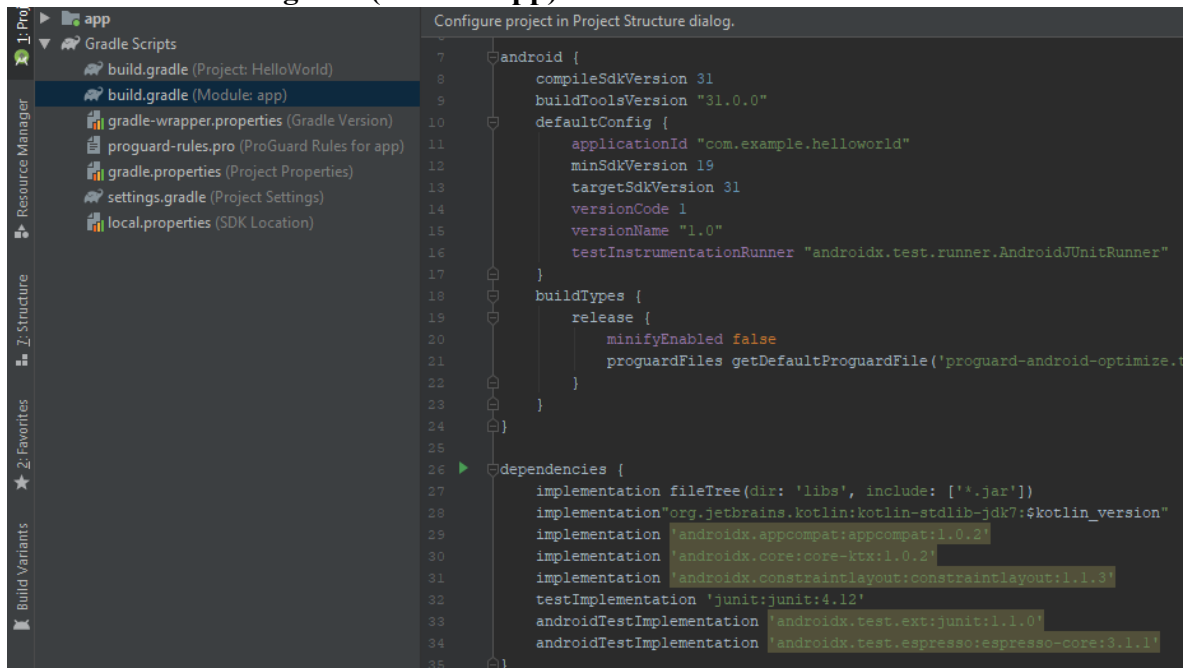 1: Proj
Resource Manager
7: Structure
2: Favorites
Build Variants
app
Gradle Scripts
build.gradle (Project: HelloWorld)
build.gradle (Module: app)
gradle-wrapper.properties (Gradle Version)
proguard-rules.pro (ProGuard Rules for app)
gradle.properties (Project Properties)
settings.gradle (Project Settings)
local.properties (SDK Location)
Configure project in Project Structure dialog.
7 android {
8 compileSdkVersion 31
9 buildToolsVersion "31.0.0"
10 defaultConfig {
11 applicationId "com.example.helloworld"
12 minSdkVersion 19
13 targetSdkVersion 31
14 versionCode 1
15 versionName "1.0"
16 testInstrumentationRunner "androidx.test.runner.AndroidJUnitRunner"
17 }
18 buildTypes {
19 release {
20 minifyEnabled false
21 proguardFiles getDefaultProguardFile('proguard-android-optimize.t
22 }
23 }
24 }
25
26 dependencies {
27 implementation fileTree(dir: 'libs', include: ['*.jar'])
28 implementation"org.jetbrains.kotlin:kotlin-stdlib-jdk7:$kotlin_version"
29 implementation 'androidx.appcompat:appcompat:1.0.2'
30 implementation 'androidx.core:core-ktx:1.0.2'
31 implementation 'androidx.constraintlayout:constraintlayout:1.1.3'
32 testImplementation 'junit:junit:4.12'
33 androidTestImplementation 'androidx.test.ext:junit:1.1.0'
34 androidTestImplementation 'androidx.test.espresso:espresso-core:3.1.1'
35 }